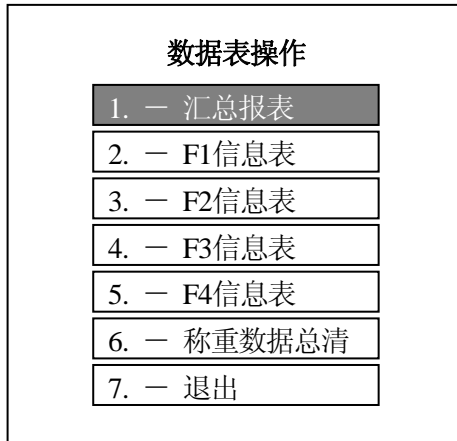 数据表操作
1. － 汇总报表
2. － F1信息表
3. － F2信息表
4. － F3信息表
5. － F4信息表
6. － 称重数据总清
7. － 退出